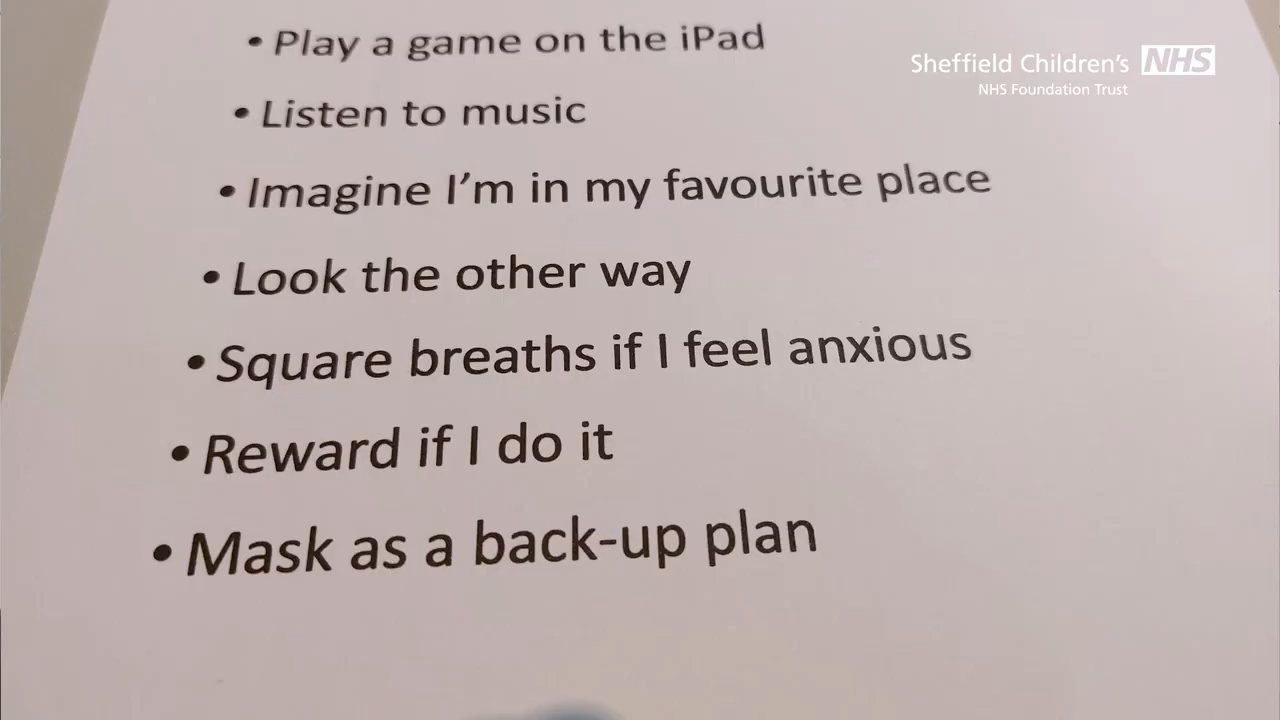 • Play a game on the iPad
Sheffield Children's NHS
NHS Foundation Trust
• Listen to music
• Imagine I'm in my favourite place
• Look the other way
• Square breaths if I feel anxious
• Reward if I do it
• Mask as a back-up plan